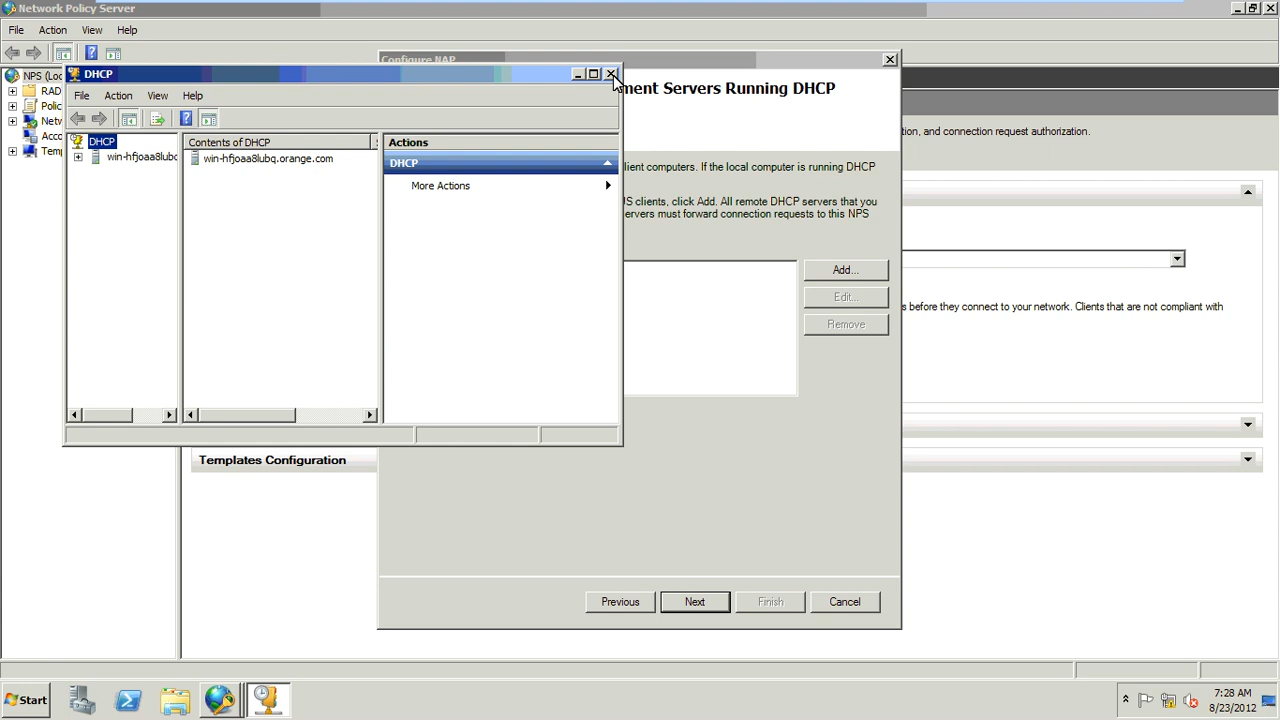 Network Policy Server
File Action View Help
NPS (Loc
RAD
Polic
Netw
Acco
Temp
Configure NAP
ment Servers Running DHCP
lient computers. If the local computer is running DHCP
JS clients, click Add. All remote DHCP servers that you
ervers must forward connection requests to this NPS
Add...
Edit...
Remove
Previous
Next
Finish
Cancel
DHCP
File Action View Help
DHCP
win-hfjoaa8lubq
Contents of DHCP
win-hfjoaa8lubq.orange.com
Actions
DHCP
More Actions
tion, and connection request authorization.
s before they connect to your network. Clients that are not compliant with
Templates Configuration
Start
7:28 AM
8/23/2012